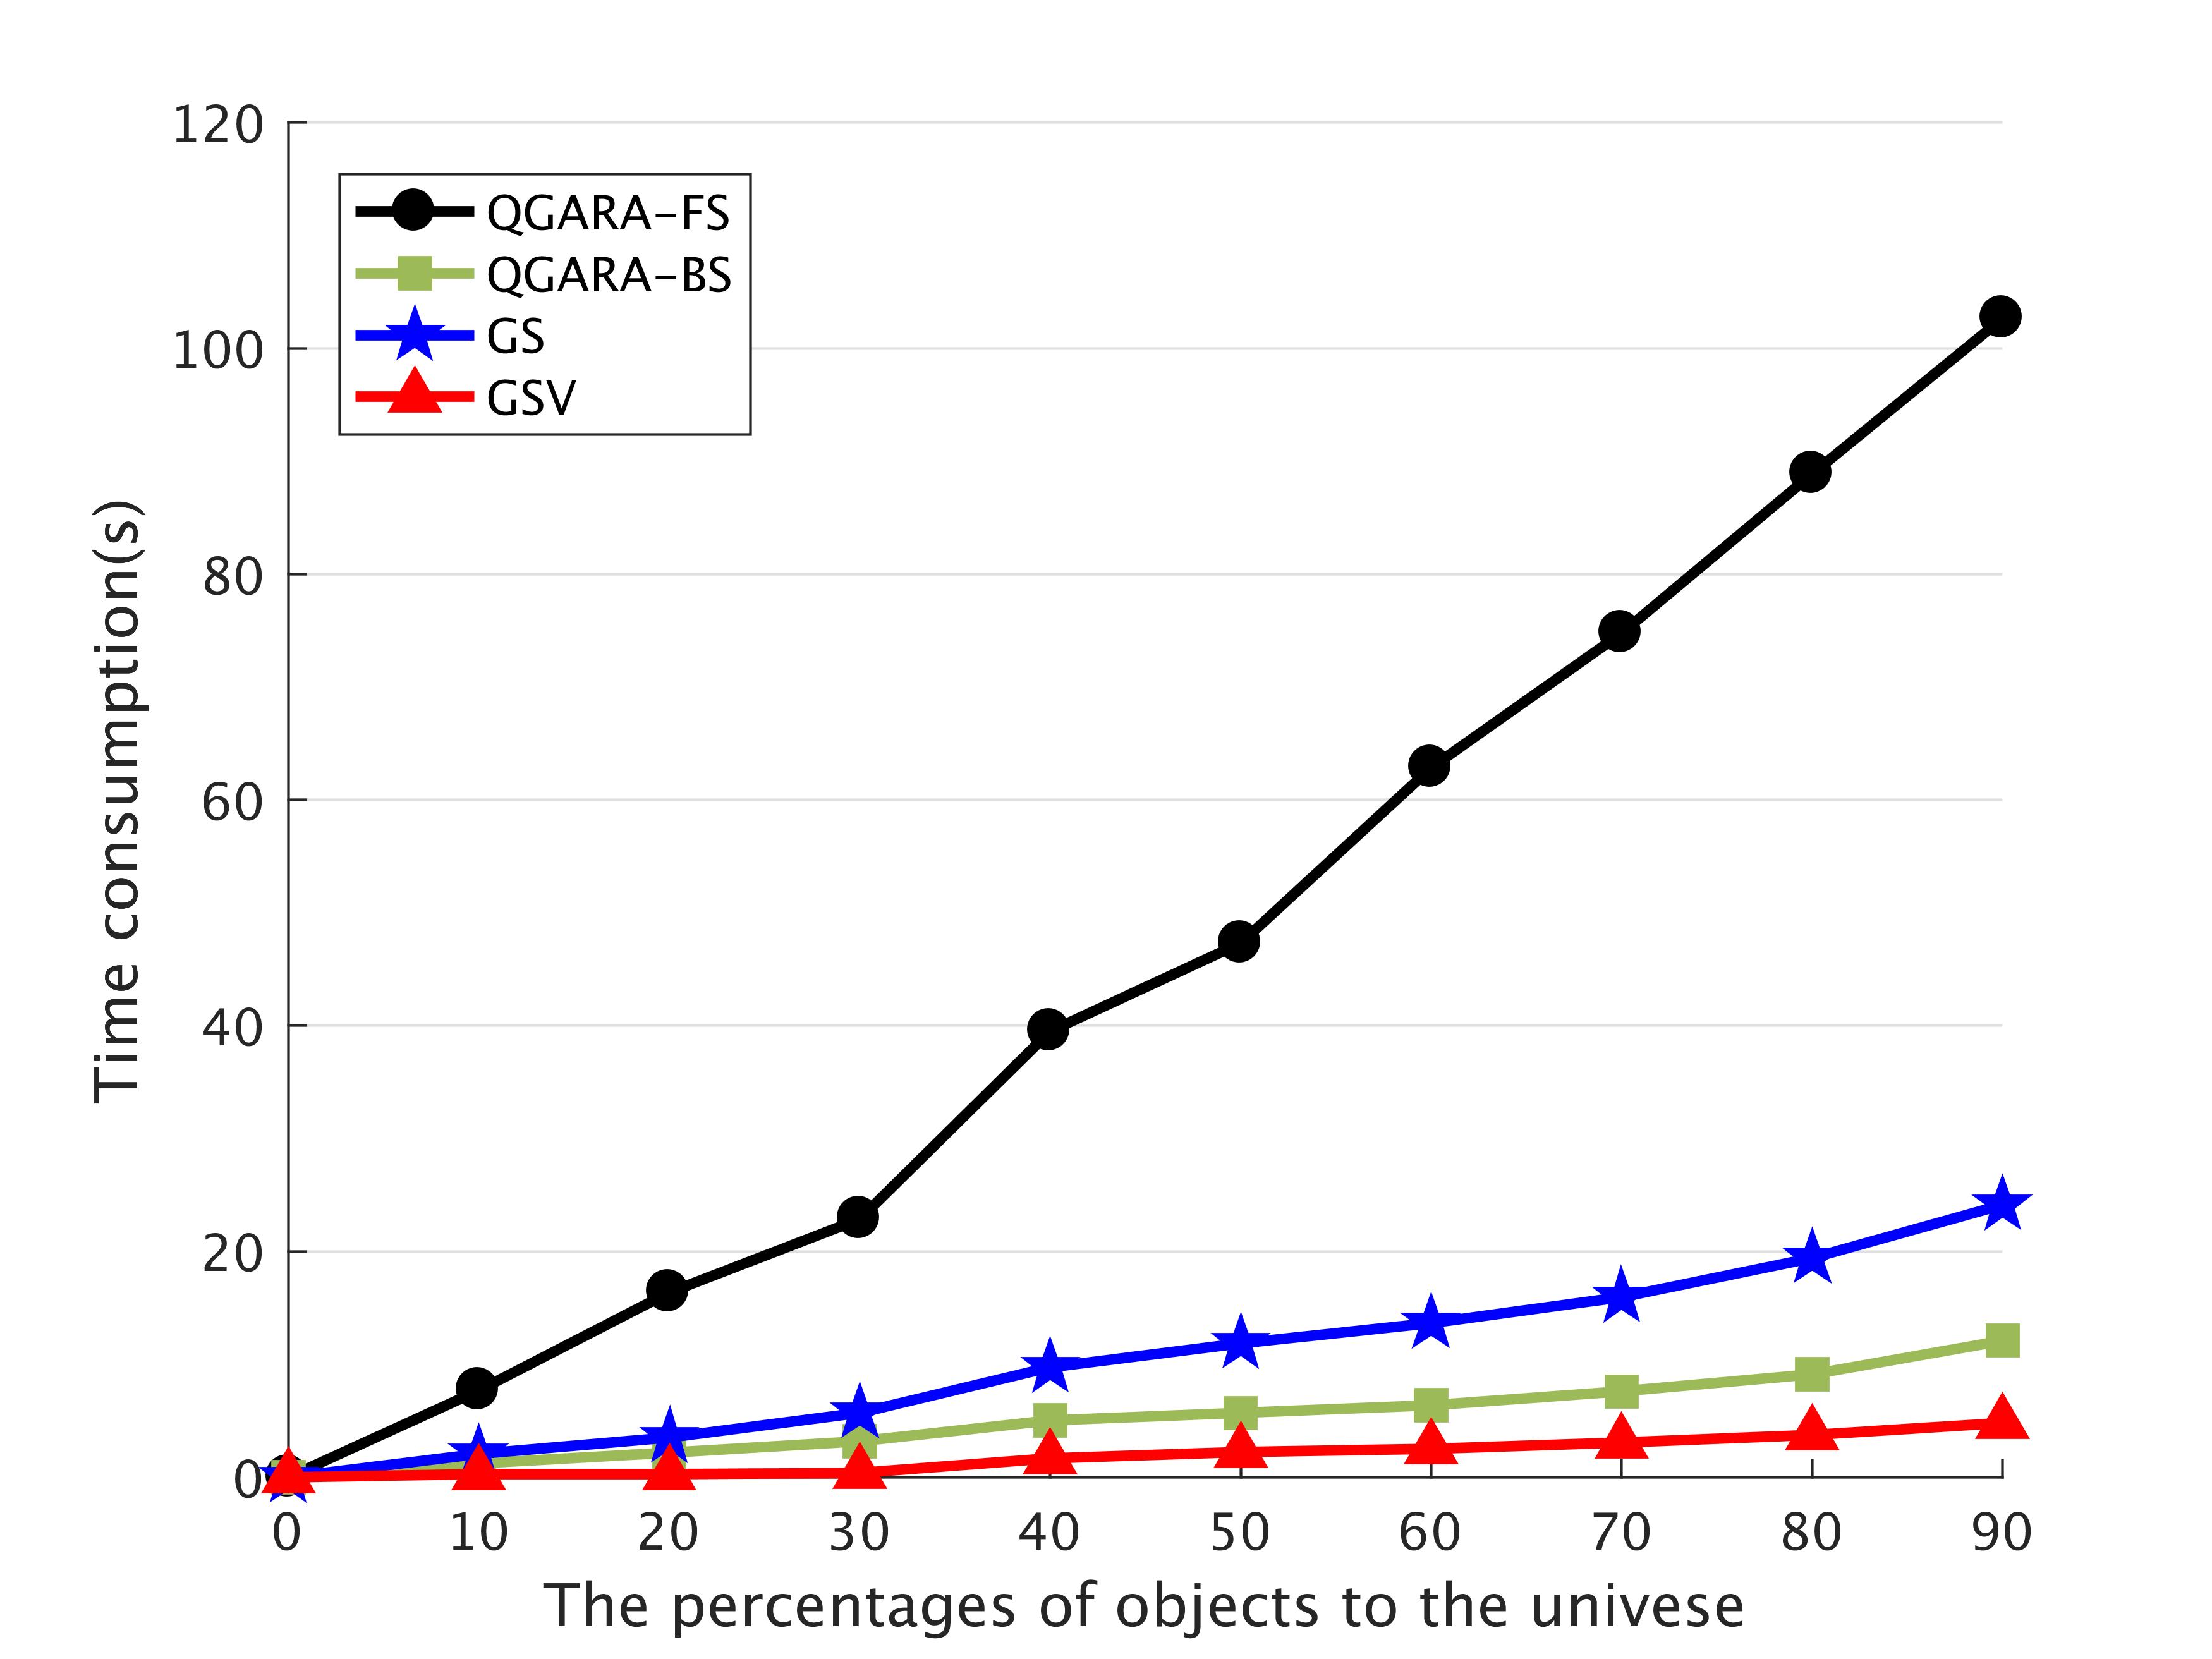 120
100
80
60
40
20
0
Time consumption(s)
QGARA-FS
QGARA-BS
GS
GSV
0 10 20 30 40 50 60 70 80 90
The percentages of objects to the univese